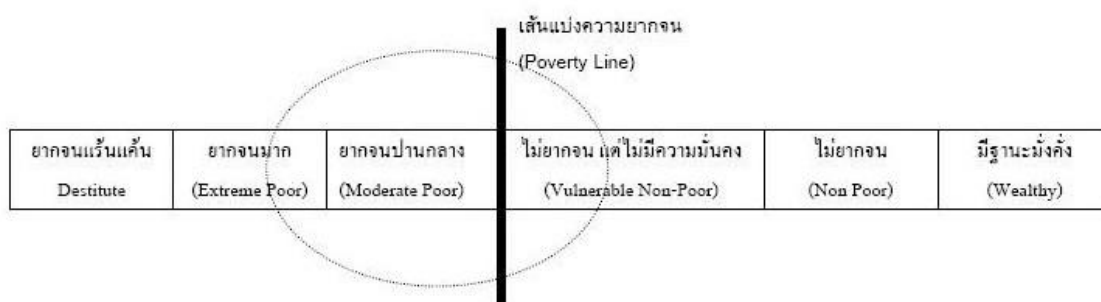 เส้นแบ่งความยากจน
(Poverty Line)
ยากจนแร้นแค้น
Destitute
ยากจนมาก
(Extreme Poor)
ยากจนปานกลาง
(Moderate Poor)
ไม่ยากจน แต่ไม่มีความมั่นคง
(Vulnerable Non-Poor)
ไม่ยากจน
(Non Poor)
มีฐานะมั่งคั่ง
(Wealthy)